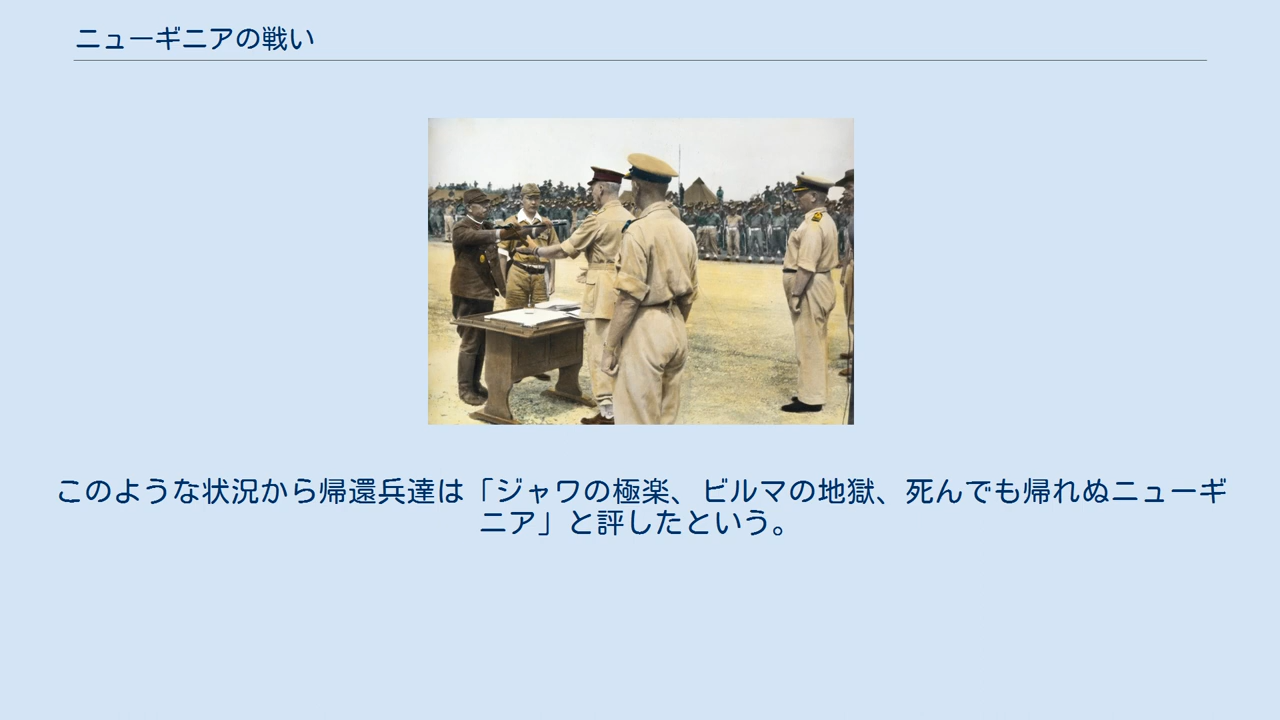 ニューギニアの戦い
このような状況から帰還兵達は「ジャワの極楽、ビルマの地獄、死んでも帰れぬニューギ
ニア」と評したという。